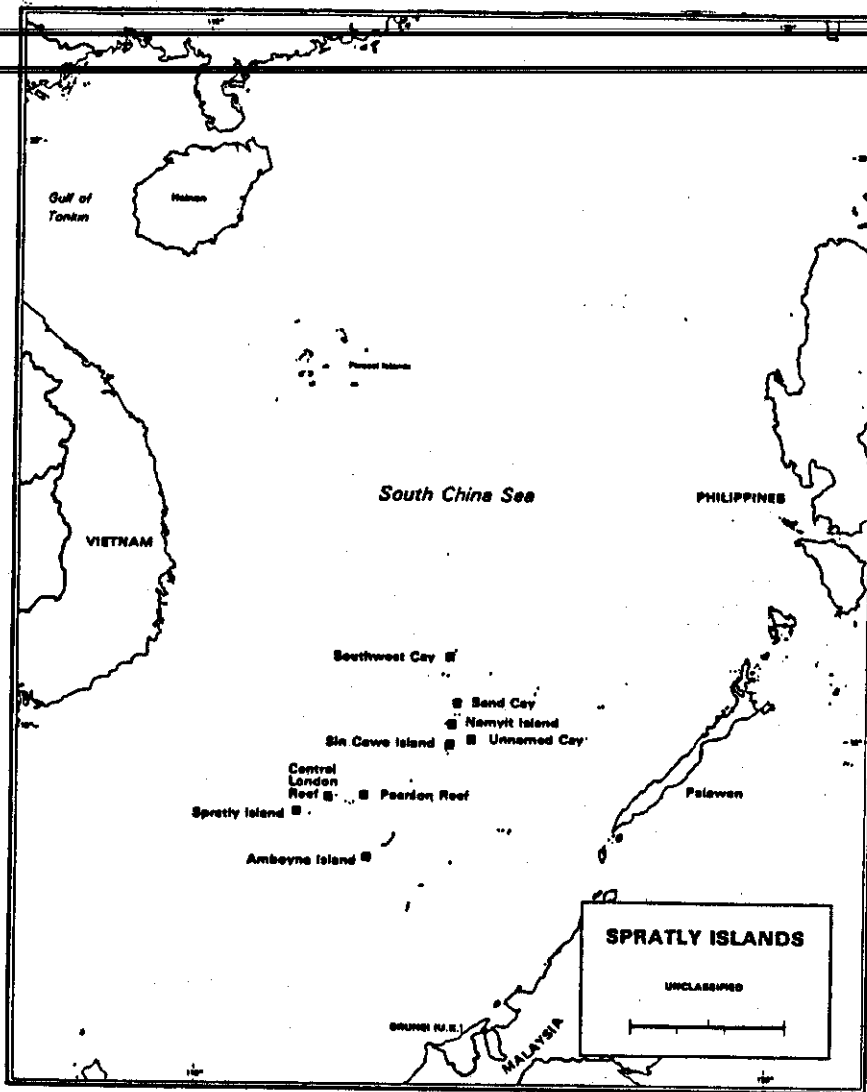 Gulf of
Tonkin
Hainan
Paracel Islands
South China Sea
PHILIPPINES
VIETNAM
Southwest Cay
Sand Cay
Namyit Island
Sin Cowe Island
Unnamed Cay
Central
London
Reef
Pearson Reef
Spratly Island
Palawan
Amboyna Island
SPRATLY ISLANDS
UNCLASSIFIED
BRUNEI (U.K.)
MALAYSIA